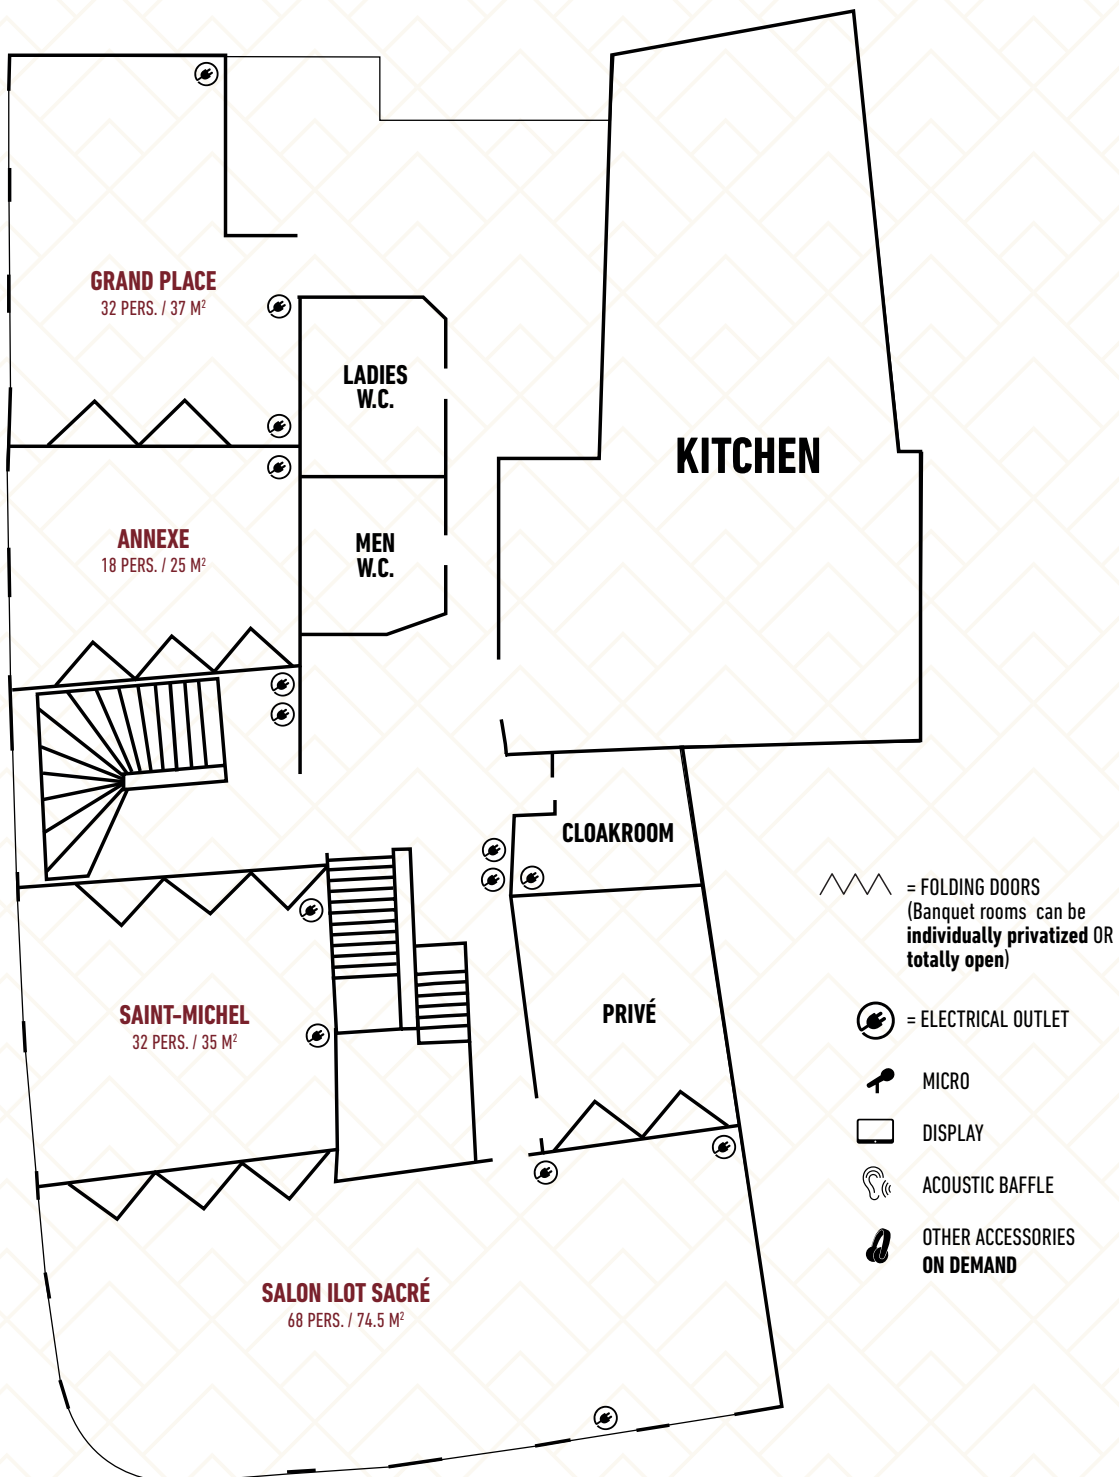 GRAND PLACE
32 PERS. / 37 M²
LADIES
W.C.
KITCHEN
ANNEXE
18 PERS. / 25 M²
MEN
W.C.
CLOAKROOM
SAINT-MICHEL
32 PERS. / 35 M²
PRIVÉ
SALON ILOT SACRÉ
68 PERS. / 74.5 M²
= FOLDING DOORS
(Banquet rooms can be
individually privatized OR
totally open)
= ELECTRICAL OUTLET
MICRO
DISPLAY
ACOUSTIC BAFFLE
OTHER ACCESSORIES
ON DEMAND